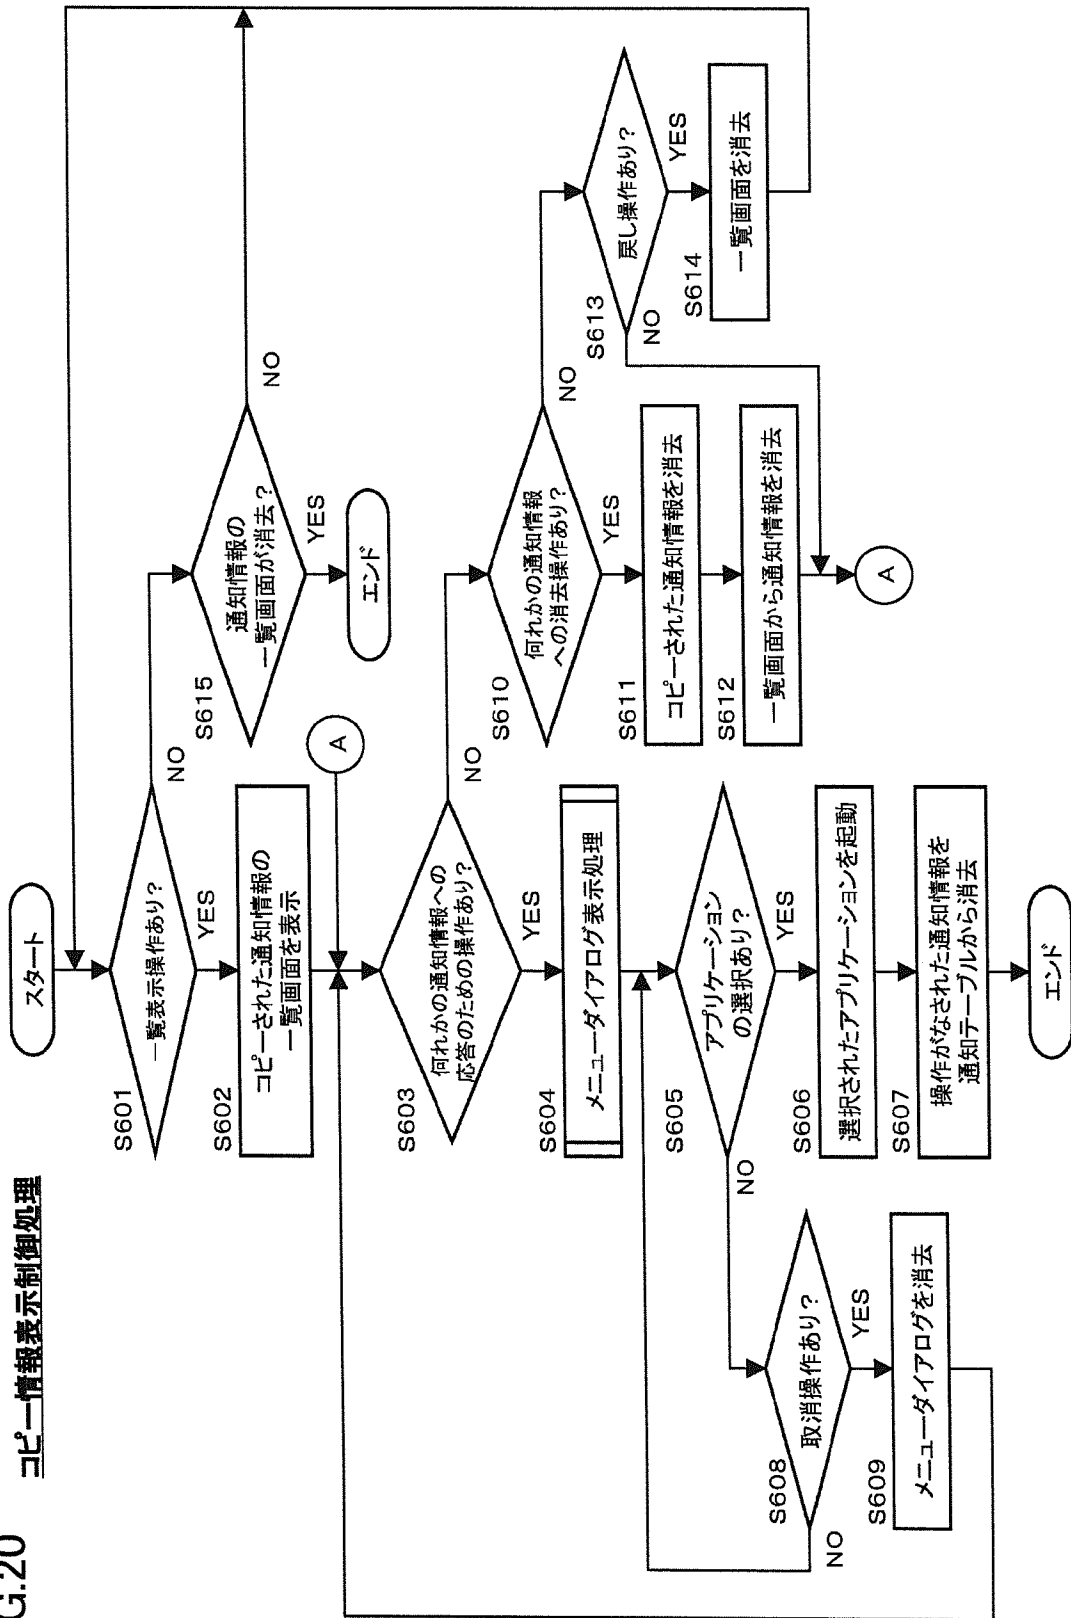 G.20
コピー情報表示制御処理
スタート
S601
一覧表示操作あり？
NO
YES
S602
コピーされた通知情報の
一覧画面を表示
A
S603
何れかの通知情報への
応答のための操作あり？
NO
YES
S604
メニューダイアログ表示処理
S605
アプリケーション
の選択あり？
NO
YES
S606
選択されたアプリケーションを起動
S607
操作がなされた通知情報を
通知テーブルから消去
エンド
S608
取消操作あり？
NO
YES
S609
メニューダイアログを消去
S615
通知情報の
一覧画面が消去？
NO
YES
エンド
S610
何れかの通知情報
への消去操作あり？
NO
YES
S611
コピーされた通知情報を消去
S612
一覧画面から通知情報を消去
A
S613
戻し操作あり？
NO
YES
S614
一覧画面を消去